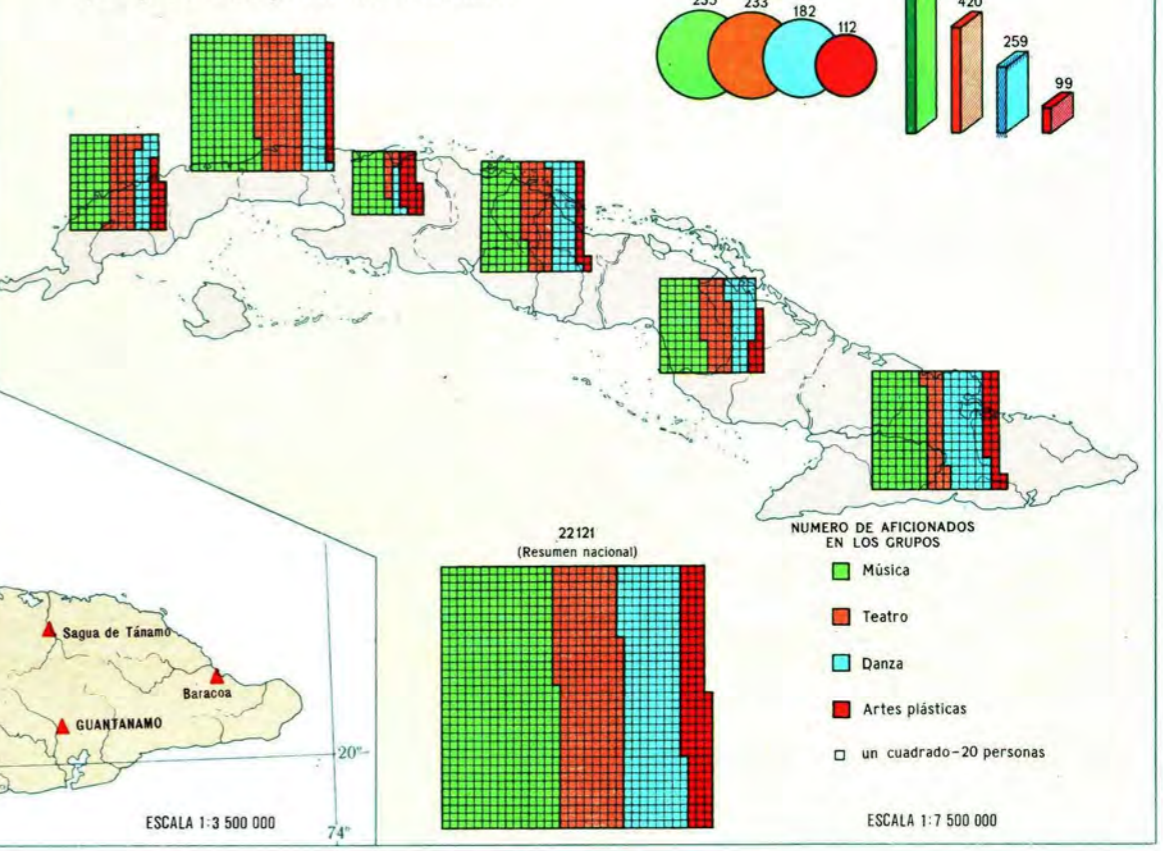 235
233
182
112
420
259
99
22121
(Resumen nacional)
NUMERO DE AFICIONADOS
EN LOS GRUPOS
Música
Teatro
Danza
Artes plásticas
un cuadrado-20 personas
ESCALA 1:7 500 000
Sagua de Tánamo
Baracoa
GUANTANAMO
20°
74°
ESCALA 1:3 500 000